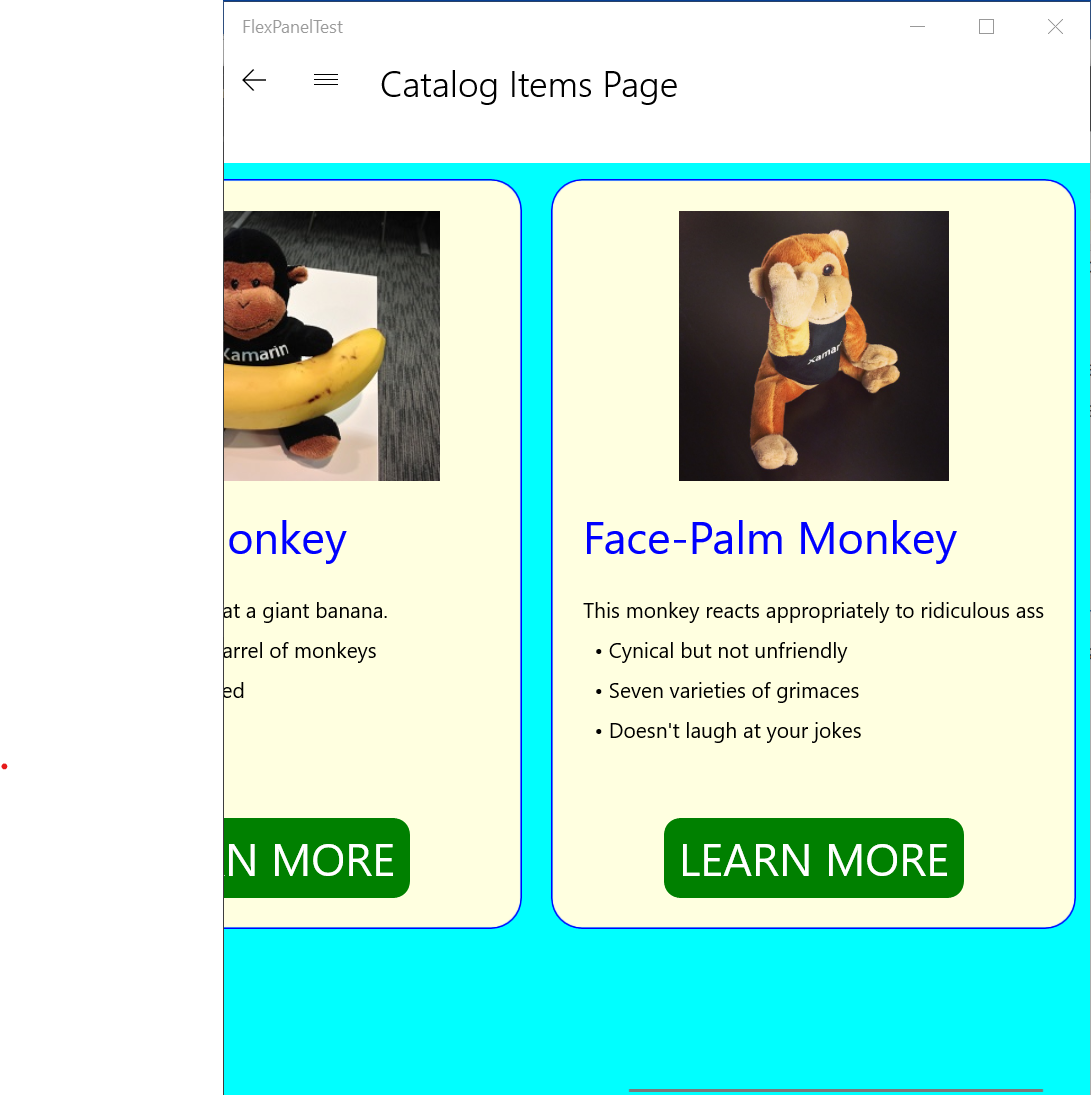 FlexPanelTest
Catalog Items Page
xamarin
onkey
at a giant banana.
arrel of monkeys
ed
N MORE
xamar
Face-Palm Monkey
This monkey reacts appropriately to ridiculous ass
• Cynical but not unfriendly
• Seven varieties of grimaces
• Doesn't laugh at your jokes
LEARN MORE